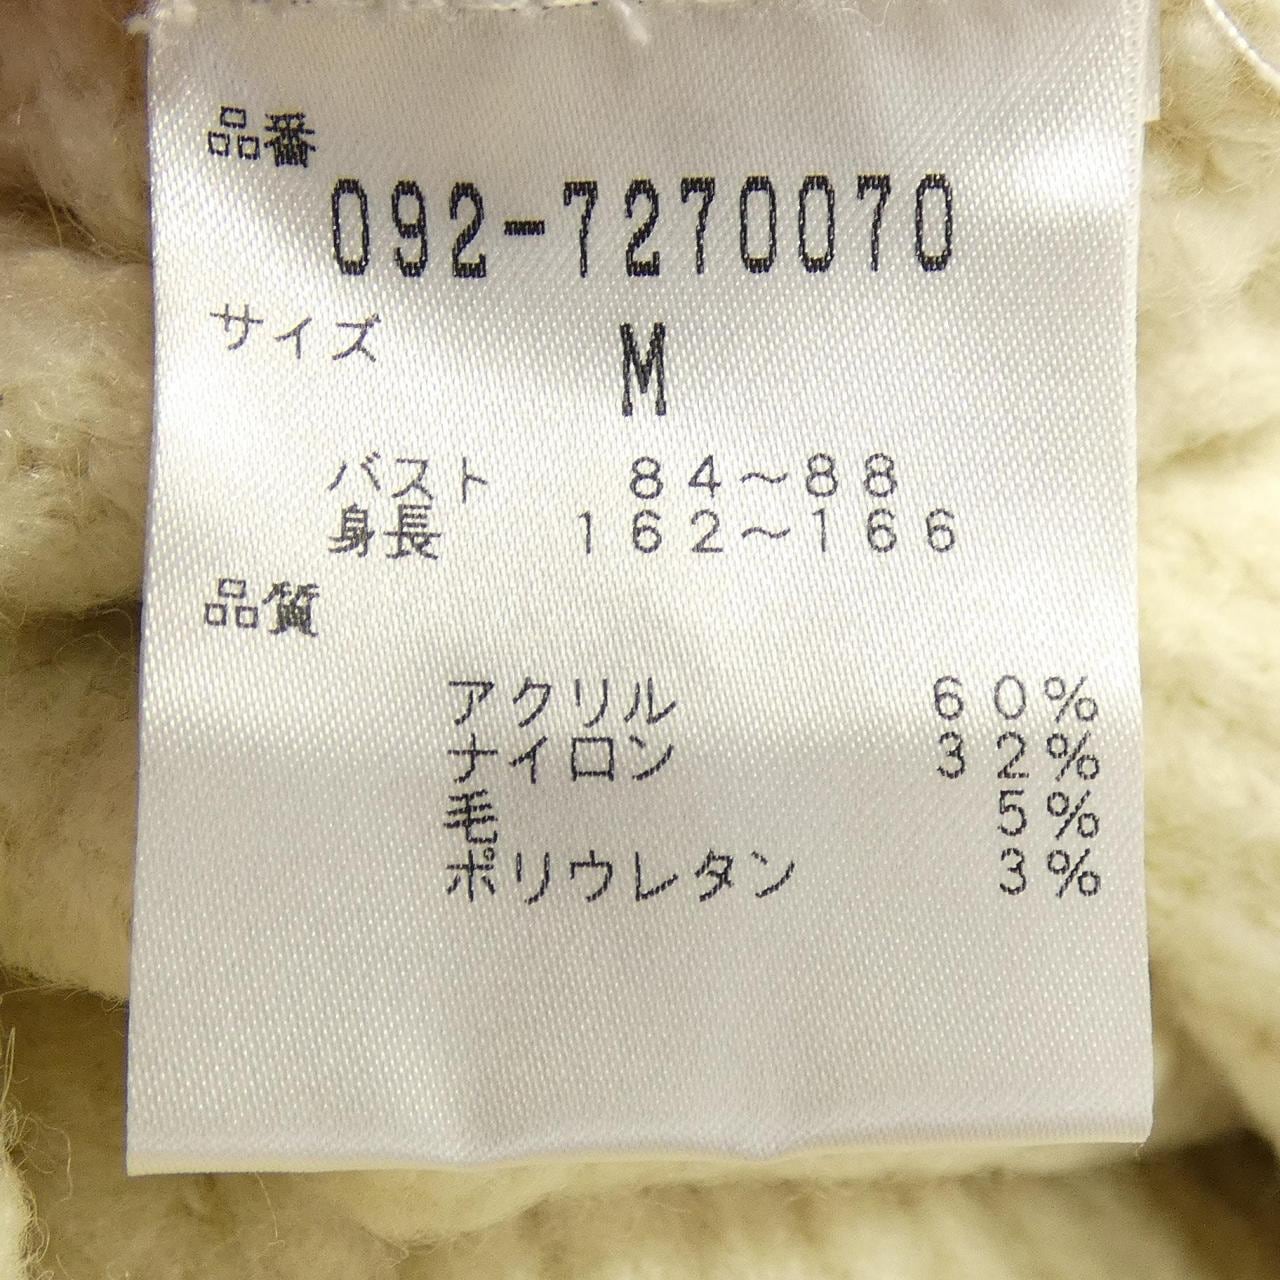 品番
092-7270070
サイズ
M
バスト 84～88
身長 162～166
品質
アクリル 60%
ナイロン 32%
毛 5%
ポリウレタン 3%